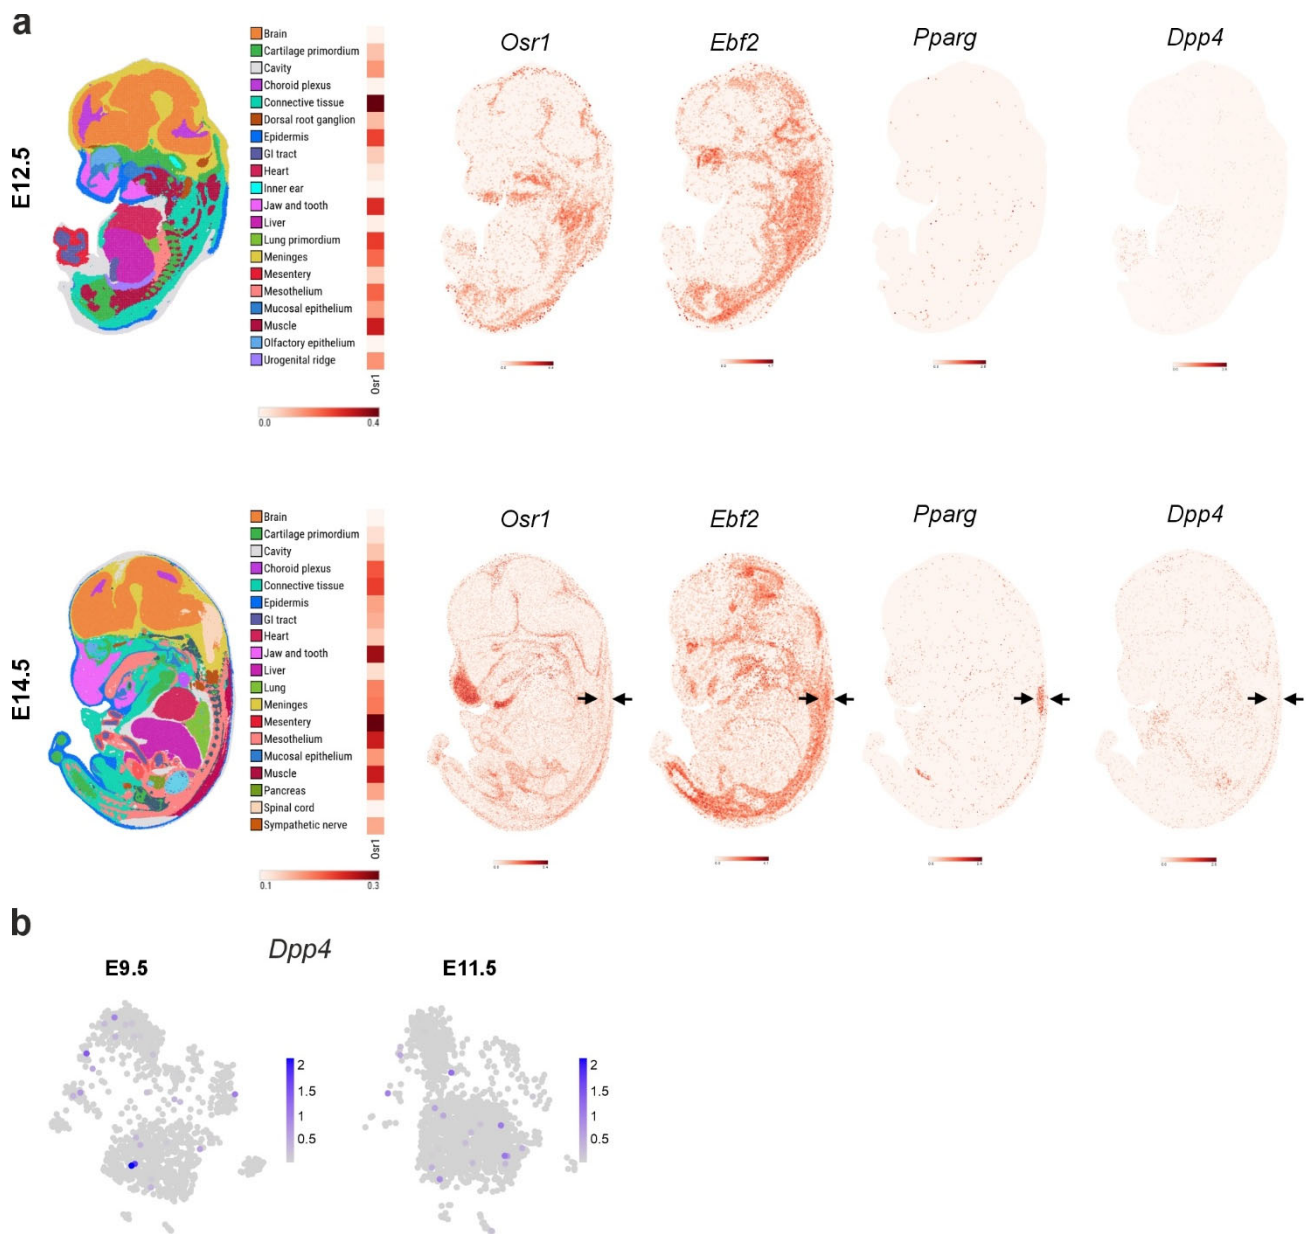 a
E12.5
Brain
Cartilage primordium
Cavity
Choroid plexus
Connective tissue
Dorsal root ganglion
Epidermis
GI tract
Heart
Inner ear
Jaw and tooth
Liver
Lung primordium
Meninges
Mesentery
Mesothelium
Mucosal epithelium
Muscle
Olfactory epithelium
Urogenital ridge
Osr1
0.0 0.4
Osr1 Ebf2 Pparg Dpp4
E14.5
Brain
Cartilage primordium
Cavity
Choroid plexus
Connective tissue
Epidermis
GI tract
Heart
Jaw and tooth
Liver
Lung
Meninges
Mesentery
Mesothelium
Mucosal epithelium
Muscle
Pancreas
Spinal cord
Sympathetic nerve
Osr1
0.1 0.3
Osr1 Ebf2 Pparg Dpp4
b
Dpp4
E9.5 E11.5
2
1.5
1
0.5
2
1.5
1
0.5